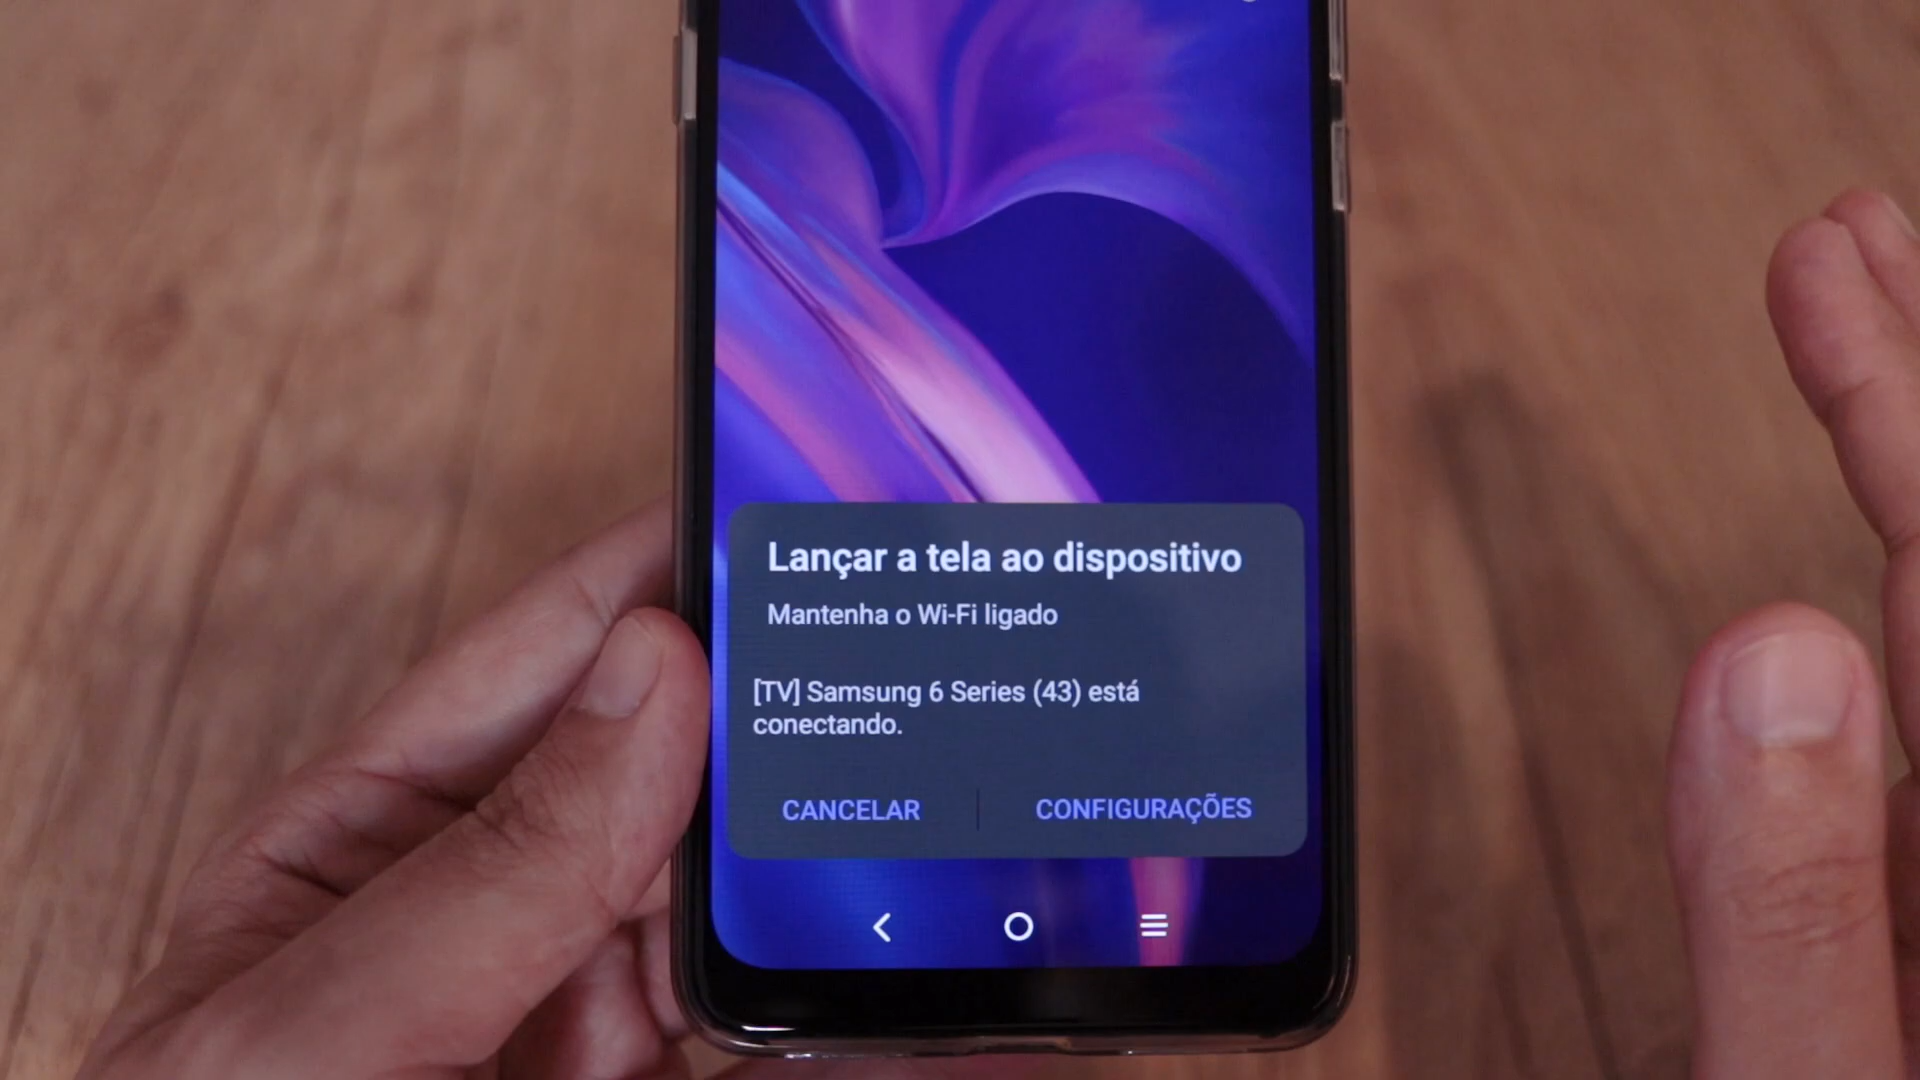 Lançar a tela ao dispositivo
Mantenha o Wi-Fi ligado
[TV] Samsung 6 Series (43) está
conectando.
CANCELAR
CONFIGURAÇÕES